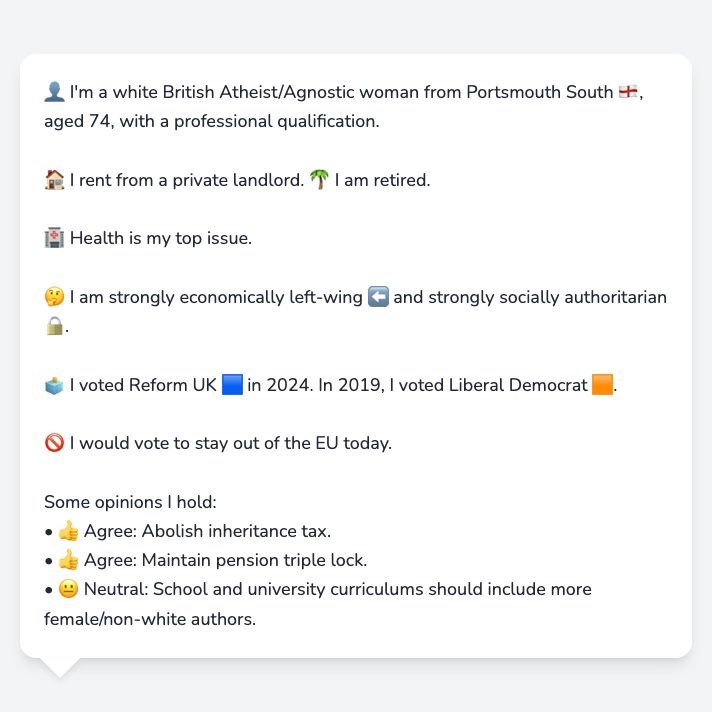 👤 I'm a white British Atheist/Agnostic woman from Portsmouth South 🏴󠁧󠁢󠁥󠁮󠁧󠁿,
aged 74, with a professional qualification.
🏠 I rent from a private landlord. 🌴 I am retired.
🏥 Health is my top issue.
🤔 I am strongly economically left-wing ⬅️ and strongly socially authoritarian
🔒.
🗳️ I voted Reform UK 🟦 in 2024. In 2019, I voted Liberal Democrat 🟧.
🚫 I would vote to stay out of the EU today.
Some opinions I hold:
• 👍 Agree: Abolish inheritance tax.
• 👍 Agree: Maintain pension triple lock.
• 😐 Neutral: School and university curriculums should include more
female/non-white authors.